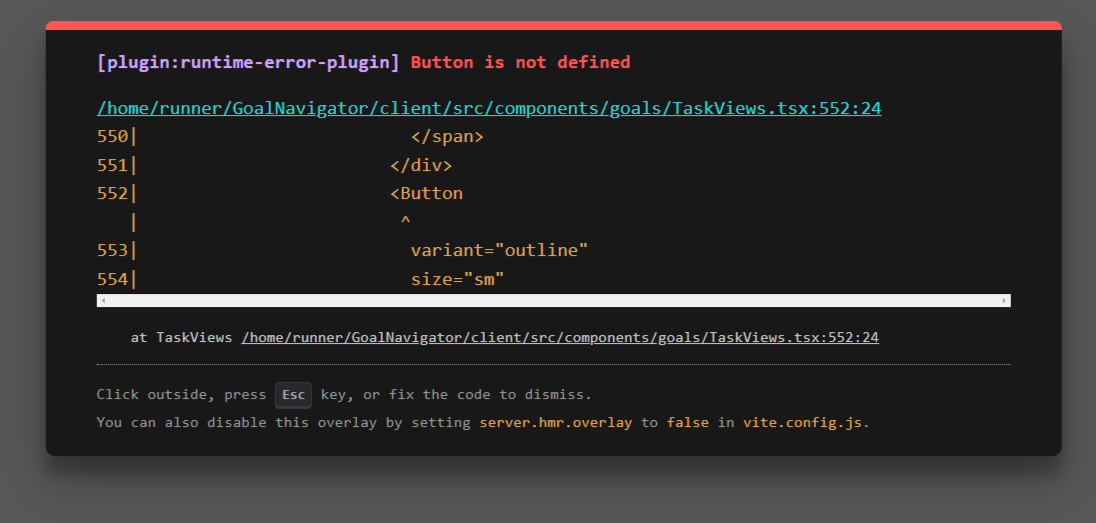 [plugin:runtime-error-plugin] Button is not defined
/home/runner/GoalNavigator/client/src/components/goals/TaskViews.tsx:552:24
550|                          </span>
551|                        </div>
552|                        <Button
   |                         ^
553|                          variant="outline"
554|                          size="sm"
at TaskViews /home/runner/GoalNavigator/client/src/components/goals/TaskViews.tsx:552:24
Click outside, press Esc key, or fix the code to dismiss.
You can also disable this overlay by setting server.hmr.overlay to false in vite.config.js.